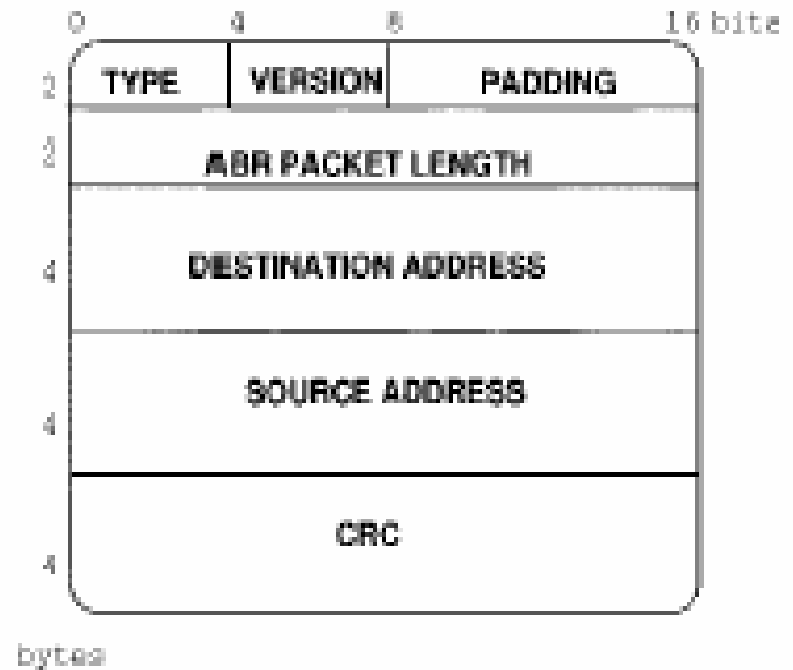 0 4 8 16 bits
2 TYPE VERSION PADDING
2 ABR PACKET LENGTH
4 DESTINATION ADDRESS
4 SOURCE ADDRESS
4 CRC
bytes